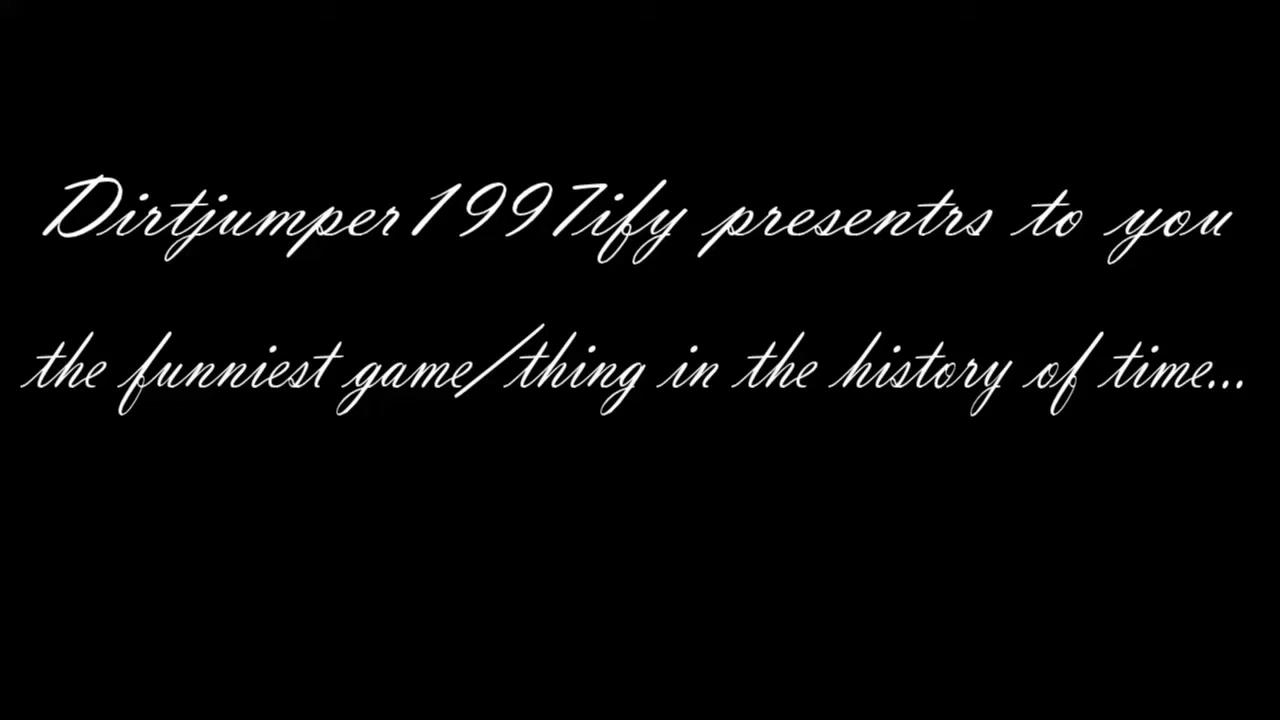 Dirtjumper1997ify presentrs to you
the funniest game/thing in the history of time...